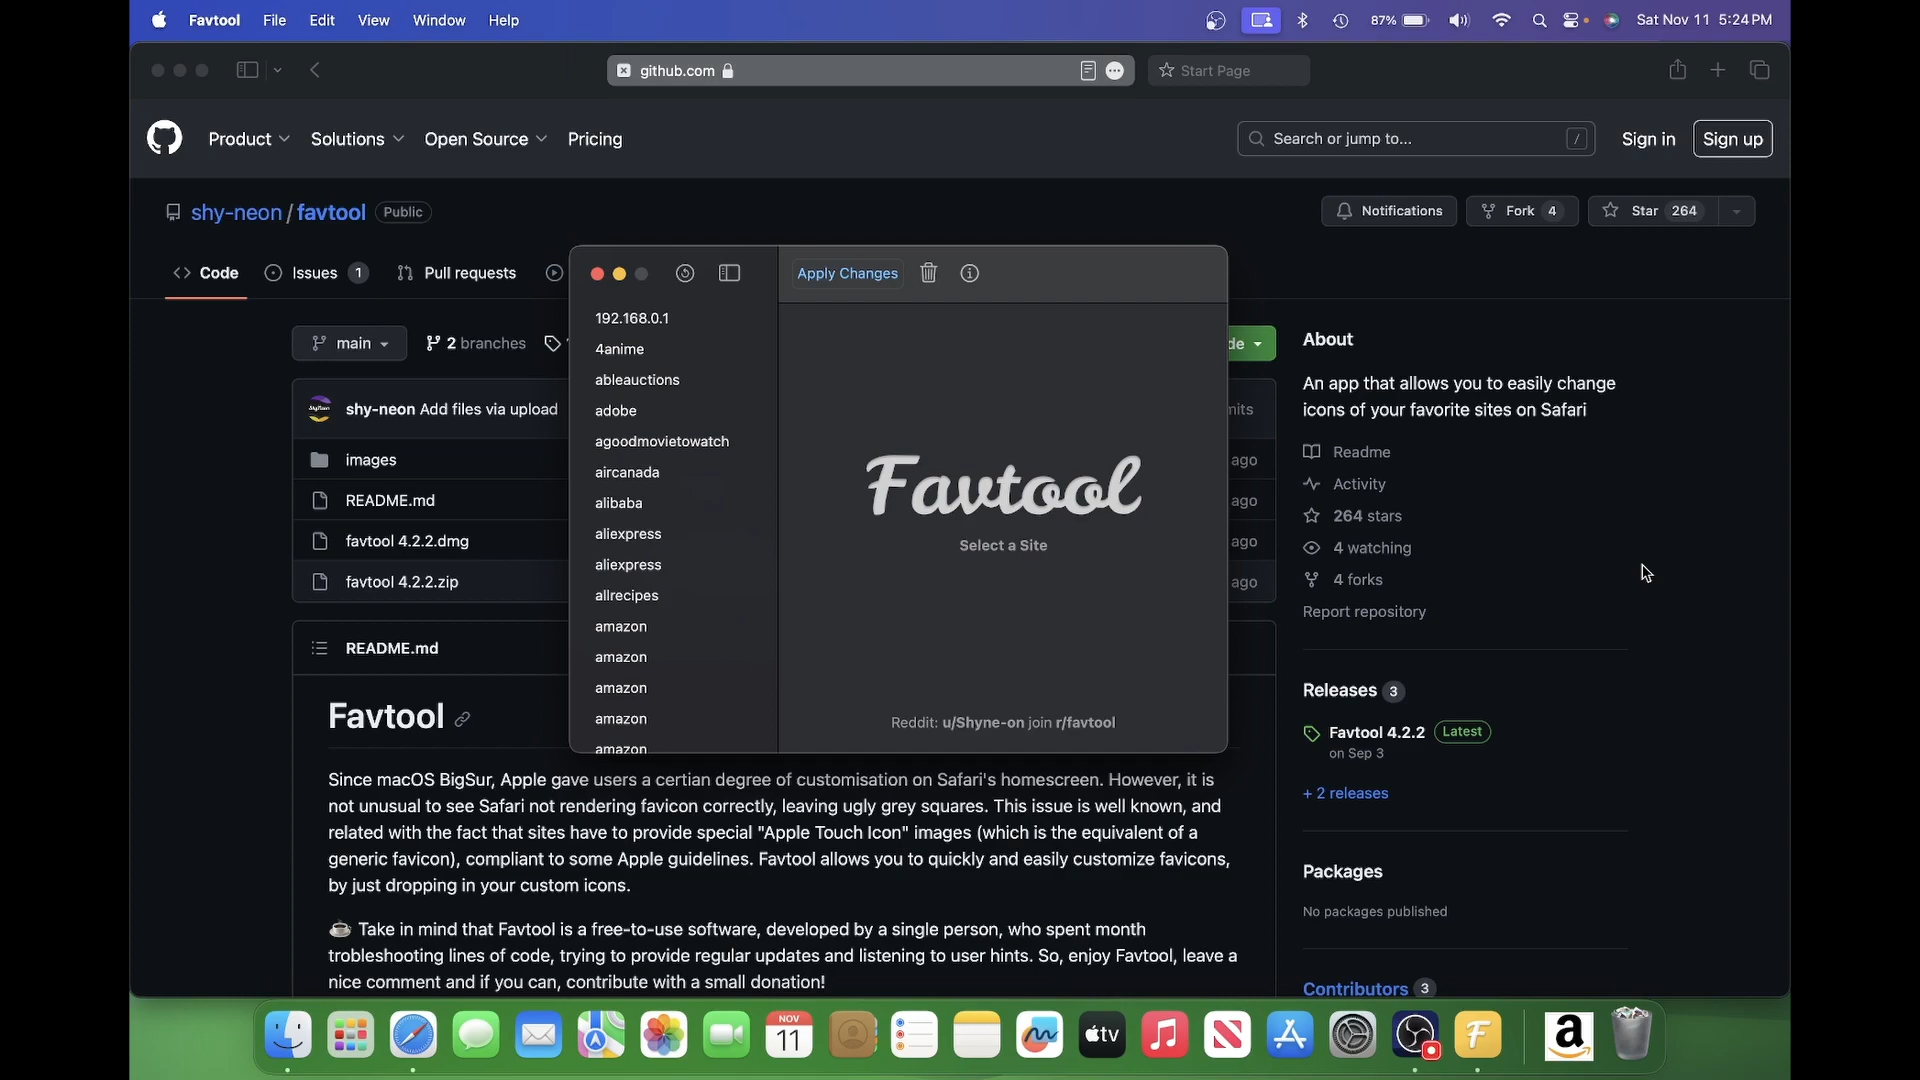 Favtool File Edit View Window Help
87% Sat Nov 11 5:24PM
github.com
Start Page
Product Solutions Open Source Pricing
Search or jump to... /
Sign in Sign up
shy-neon / favtool Public
Notifications Fork 4 Star 264
Code Issues 1 Pull requests
main 2 branches
de
shy-neon Add files via upload
images ago
README.md ago
favtool 4.2.2.dmg ago
favtool 4.2.2.zip ago
README.md
Apply Changes
192.168.0.1
4anime
ableauctions
adobe
agoodmovietowatch
aircanada
alibaba
aliexpress
aliexpress
allrecipes
amazon
amazon
amazon
amazon
amazon
Favtool
Select a Site
Reddit: u/Shyne-on join r/favtool
Favtool
Since macOS BigSur, Apple gave users a certian degree of customisation on Safari's homescreen. However, it is
not unusual to see Safari not rendering favicon correctly, leaving ugly grey squares. This issue is well known, and
related with the fact that sites have to provide special "Apple Touch Icon" images (which is the equivalent of a
generic favicon), compliant to some Apple guidelines. Favtool allows you to quickly and easily customize favicons,
by just dropping in your custom icons.
☕ Take in mind that Favtool is a free-to-use software, developed by a single person, who spent month
trobleshooting lines of code, trying to provide regular updates and listening to user hints. So, enjoy Favtool, leave a
nice comment and if you can, contribute with a small donation!
About
An app that allows you to easily change
icons of your favorite sites on Safari
Readme
Activity
264 stars
4 watching
4 forks
Report repository
Releases 3
Favtool 4.2.2 Latest
on Sep 3
+ 2 releases
Packages
No packages published
Contributors 3
NOV
11
tv
F
a